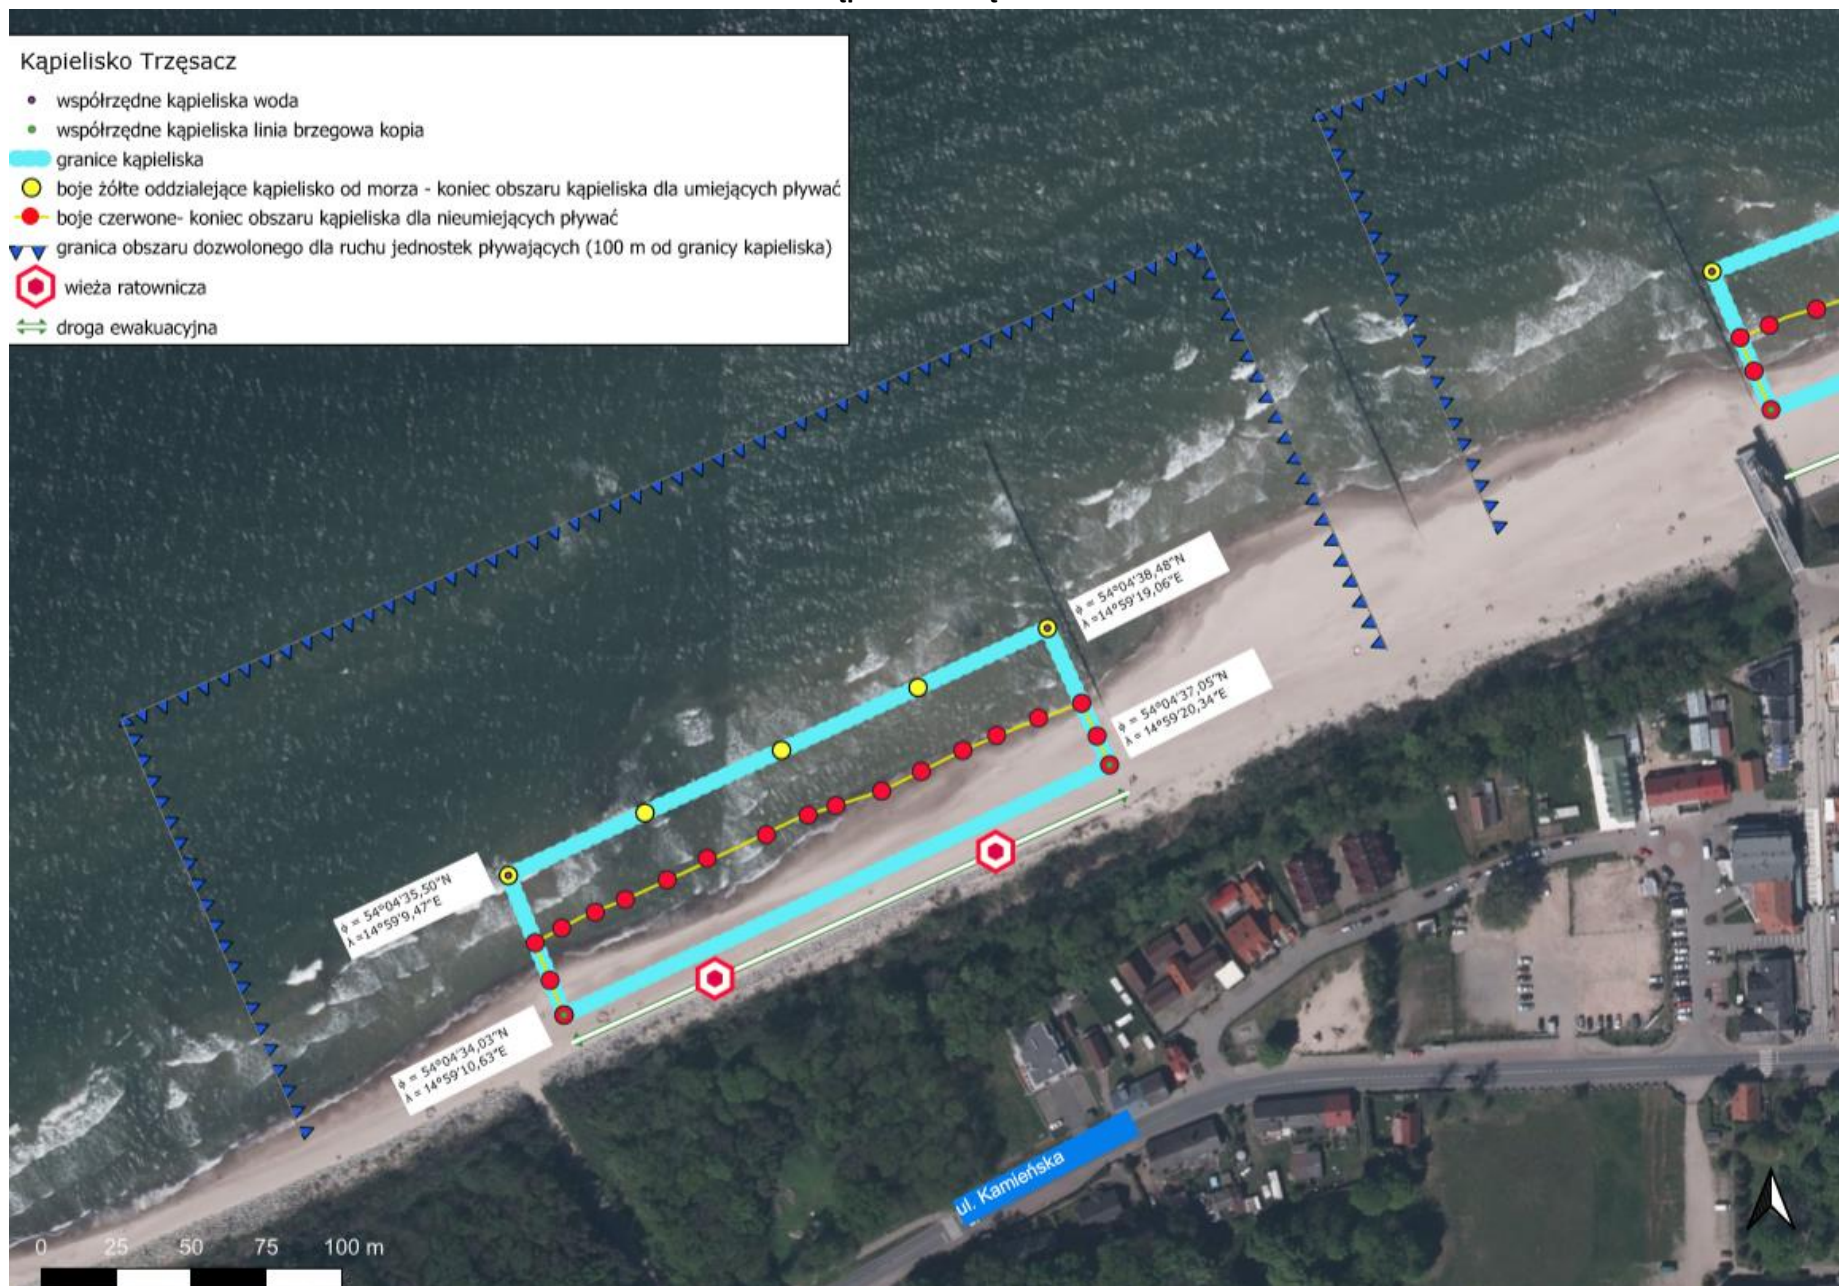 Kąpielisko Trzęsacz
współrzędne kąpieliska woda
współrzędne kąpieliska linia brzegowa kopia
granice kąpieliska
boje żółte oddzialejące kąpielisko od morza - koniec obszaru kąpieliska dla umiejących pływać
boje czerwone- koniec obszaru kąpieliska dla nieumiejących pływać
granica obszaru dozwolonego dla ruchu jednostek pływających (100 m od granicy kapieliska)
wieża ratownicza
droga ewakuacyjna
ϕ = 54°04'38,48"N
λ =14°59'19,06"E
ϕ = 54°04'37,05"N
λ = 14°59'20,34"E
ϕ = 54°04'35,50"N
λ =14°59'9,47"E
ϕ = 54°04'34,03"N
λ = 14°59'10,63"E
ul. Kamieńska
0 25 50 75 100 m